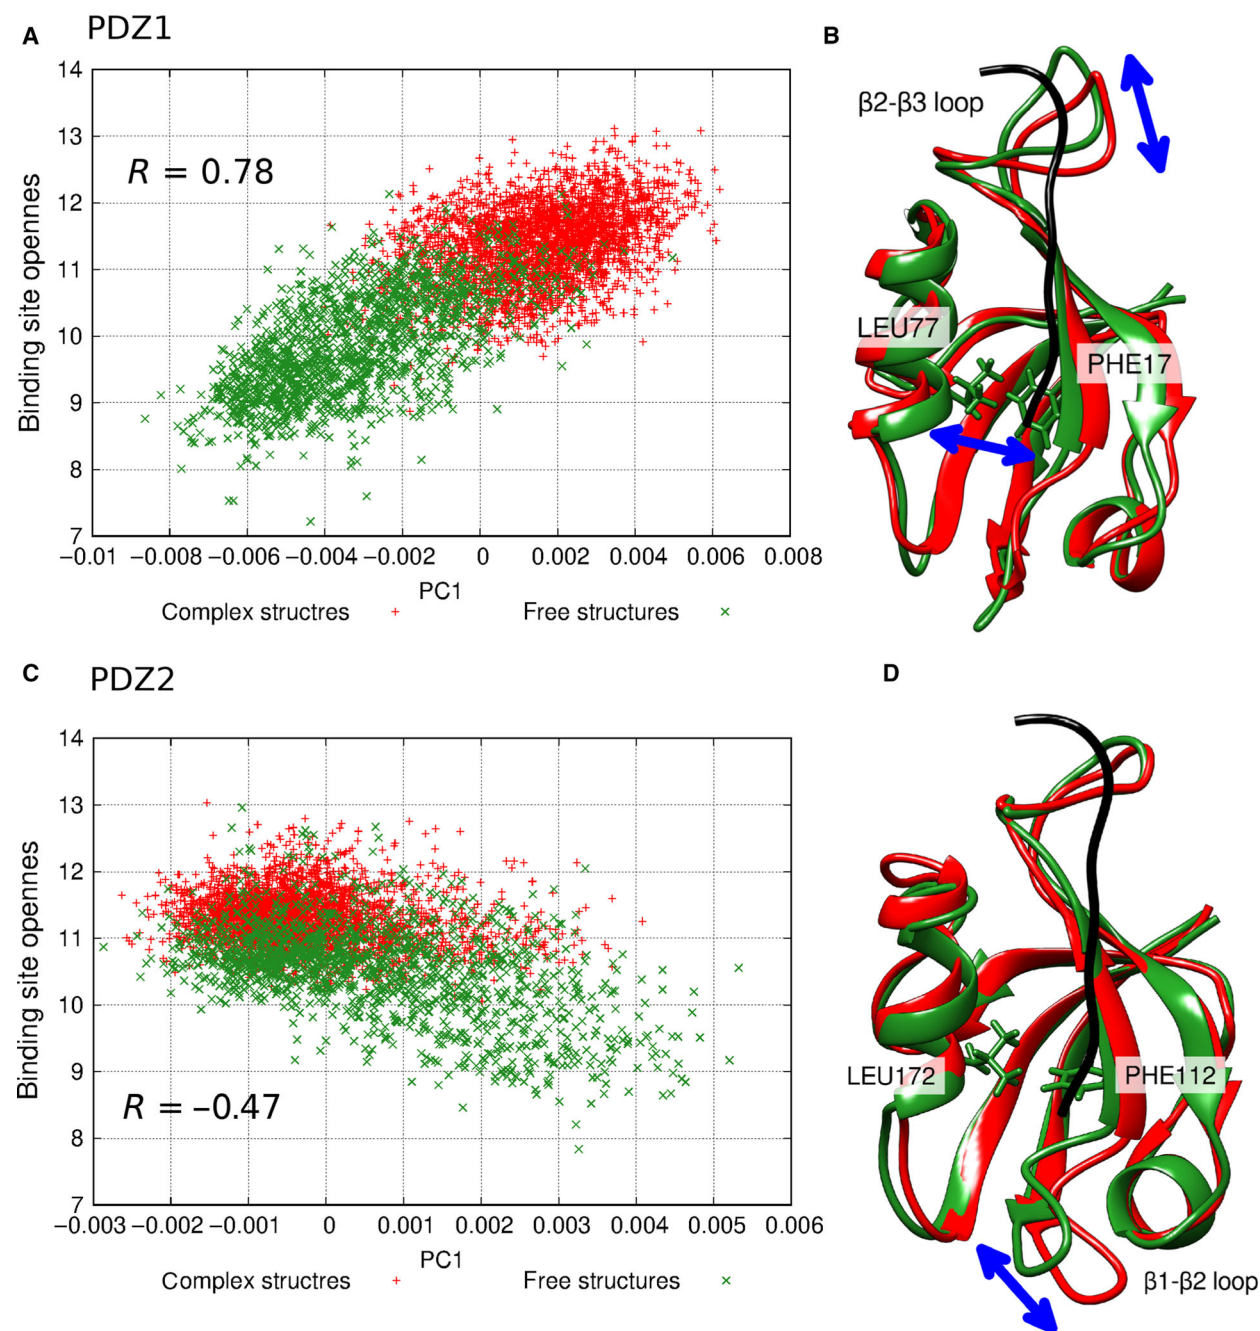 A PDZ1
14
13
12
11
10
9
8
7
Binding site opennes
R = 0.78
−0.01 −0.008 −0.006 −0.004 −0.002 0 0.002 0.004 0.006 0.008
PC1
Complex structres + Free structures ×
B
β2-β3 loop
LEU77
PHE17
C PDZ2
14
13
12
11
10
9
8
7
Binding site opennes
R = −0.47
−0.003 −0.002 −0.001 0 0.001 0.002 0.003 0.004 0.005 0.006
PC1
Complex structres + Free structures ×
D
LEU172
PHE112
β1-β2 loop